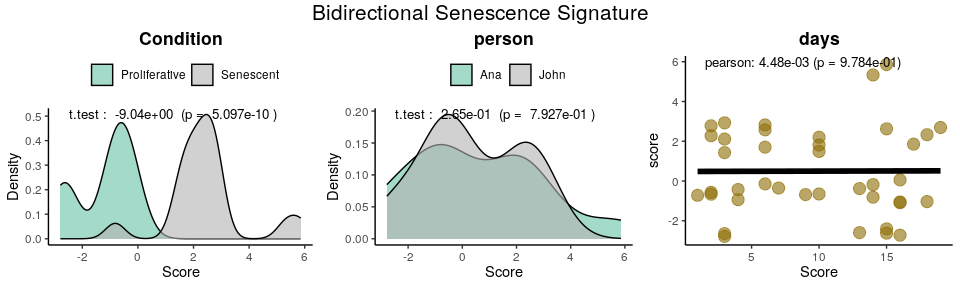 Bidirectional Senescence Signature
Condition
Proliferative Senescent
t.test : -9.04e+00 (p = 5.097e-10 )
0.5
0.4
0.3
0.2
0.1
0.0
Density
-2 0 2 4 6
Score
person
Ana John
t.test : 2.65e-01 (p = 7.927e-01 )
0.20
0.15
0.10
0.05
0.00
Density
-2 0 2 4 6
Score
days
pearson: 4.48e-03 (p = 9.784e-01)
6
4
2
0
-2
score
5 10 15
Score